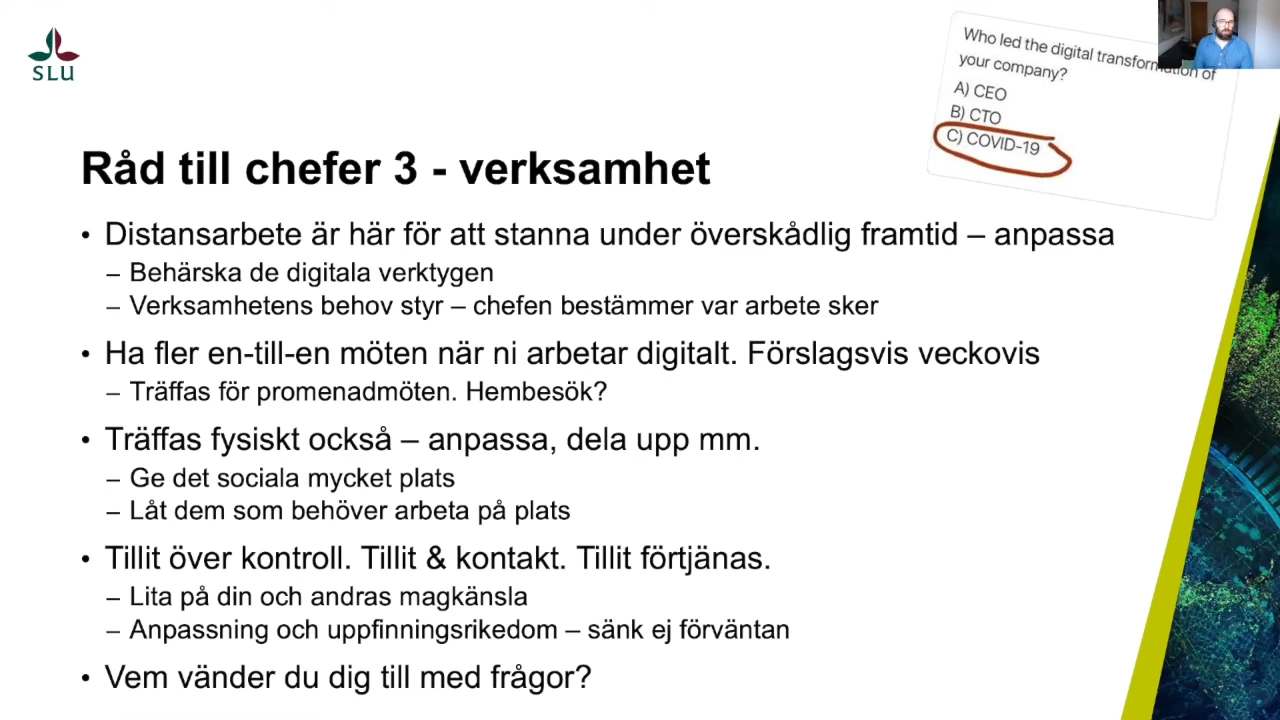 SLU
Who led the digital transformation of
your company?
A) CEO
B) CTO
C) COVID-19
Råd till chefer 3 - verksamhet
• Distansarbete är här för att stanna under överskådlig framtid – anpassa
– Behärska de digitala verktygen
– Verksamhetens behov styr – chefen bestämmer var arbete sker
• Ha fler en-till-en möten när ni arbetar digitalt. Förslagsvis veckovis
– Träffas för promenadmöten. Hembesök?
• Träffas fysiskt också – anpassa, dela upp mm.
– Ge det sociala mycket plats
– Låt dem som behöver arbeta på plats
• Tillit över kontroll. Tillit & kontakt. Tillit förtjänas.
– Lita på din och andras magkänsla
– Anpassning och uppfinningsrikedom – sänk ej förväntan
• Vem vänder du dig till med frågor?